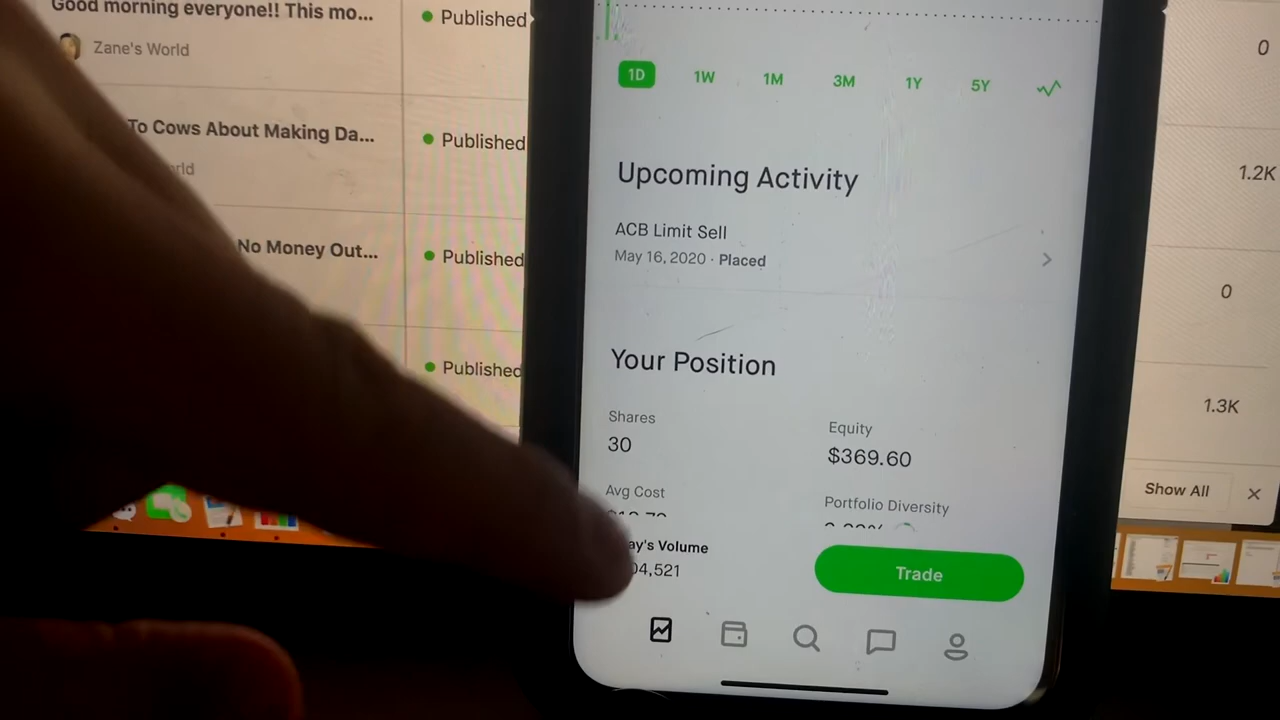 Good morning everyone!! This mo...
Published
Zane's World
To Cows About Making Da...
Published
No Money Out...
Published
Published
1D 1W 1M 3M 1Y 5Y
Upcoming Activity
ACB Limit Sell
May 16, 2020 · Placed
Your Position
Shares
30
Equity
$369.60
Avg Cost
Portfolio Diversity
ay's Volume
04,521
Trade
0
1.2K
0
1.3K
Show All